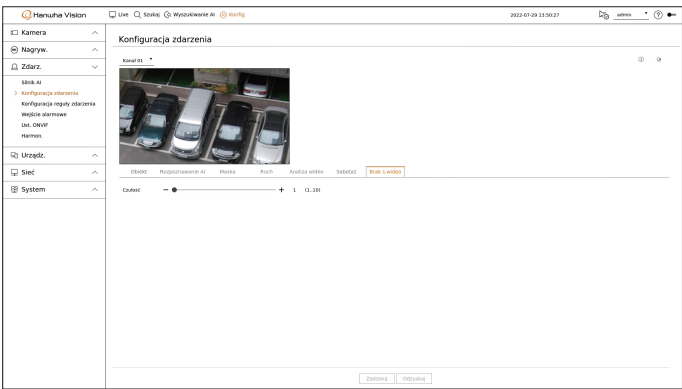 Hanwha Vision
Live Szukaj Wyszukiwanie AI Konfig
2022-07-29 13:50:27
admin
Kamera
Nagryw.
Zdarz.
Silnik AI
Konfiguracja zdarzenia
Konfiguracja reguły zdarzenia
Wejście alarmowe
Ust. ONVIF
Harmon.
Urządz.
Sieć
System
Konfiguracja zdarzenia
Kanał 01
Obiekt Rozpoznawanie AI Maska Ruch Analiza wideo Sabotaż Brak s.wideo
Czułość 1 (1..10)
Zastosuj Odzyskaj